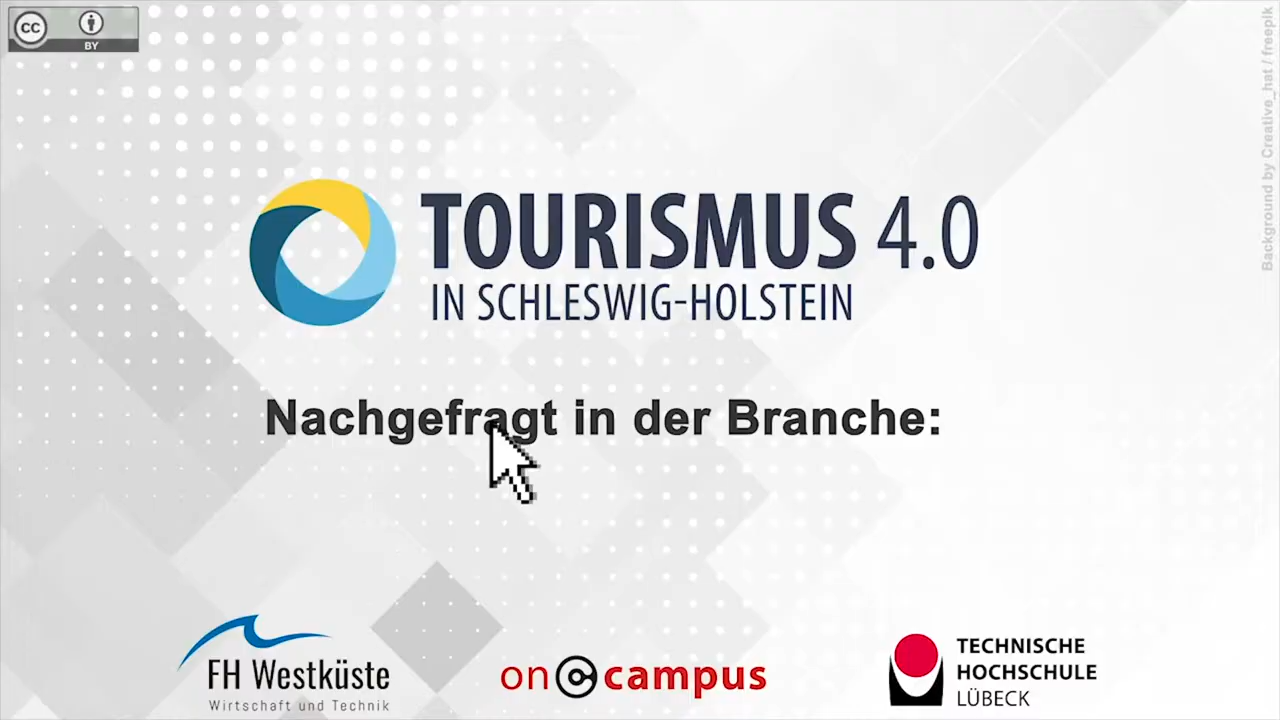 CC BY
Background by Creative_hat / freepik
TOURISMUS 4.0
IN SCHLESWIG-HOLSTEIN
Nachgefragt in der Branche:
FH Westküste
Wirtschaft und Technik
oncampus
TECHNISCHE
HOCHSCHULE
LÜBECK